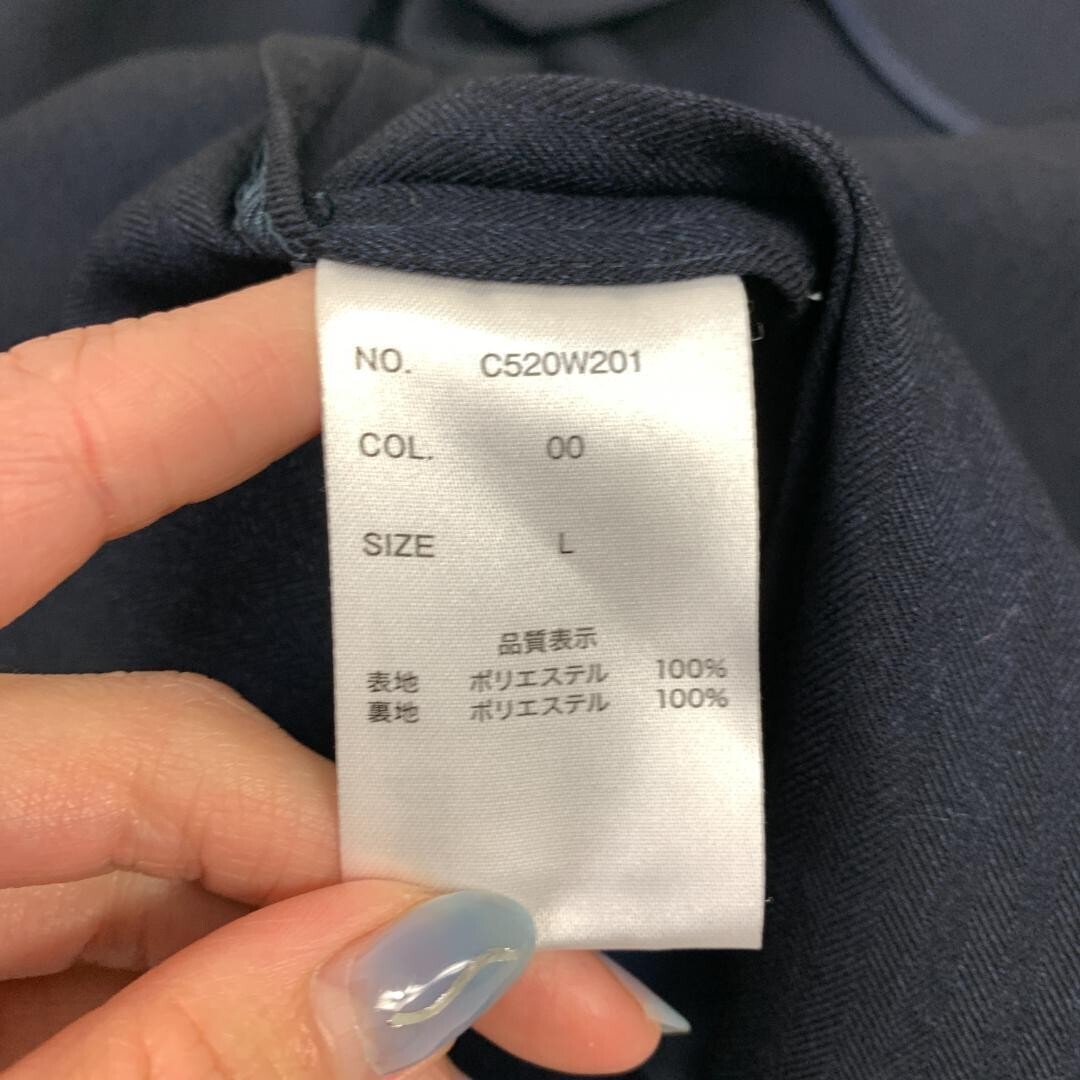 NO. C520W201
COL. 00
SIZE L
品質表示
表地 ポリエステル 100%
裏地 ポリエステル 100%